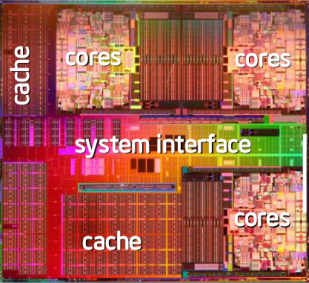 cache
cores
cores
system interface
cores
cache